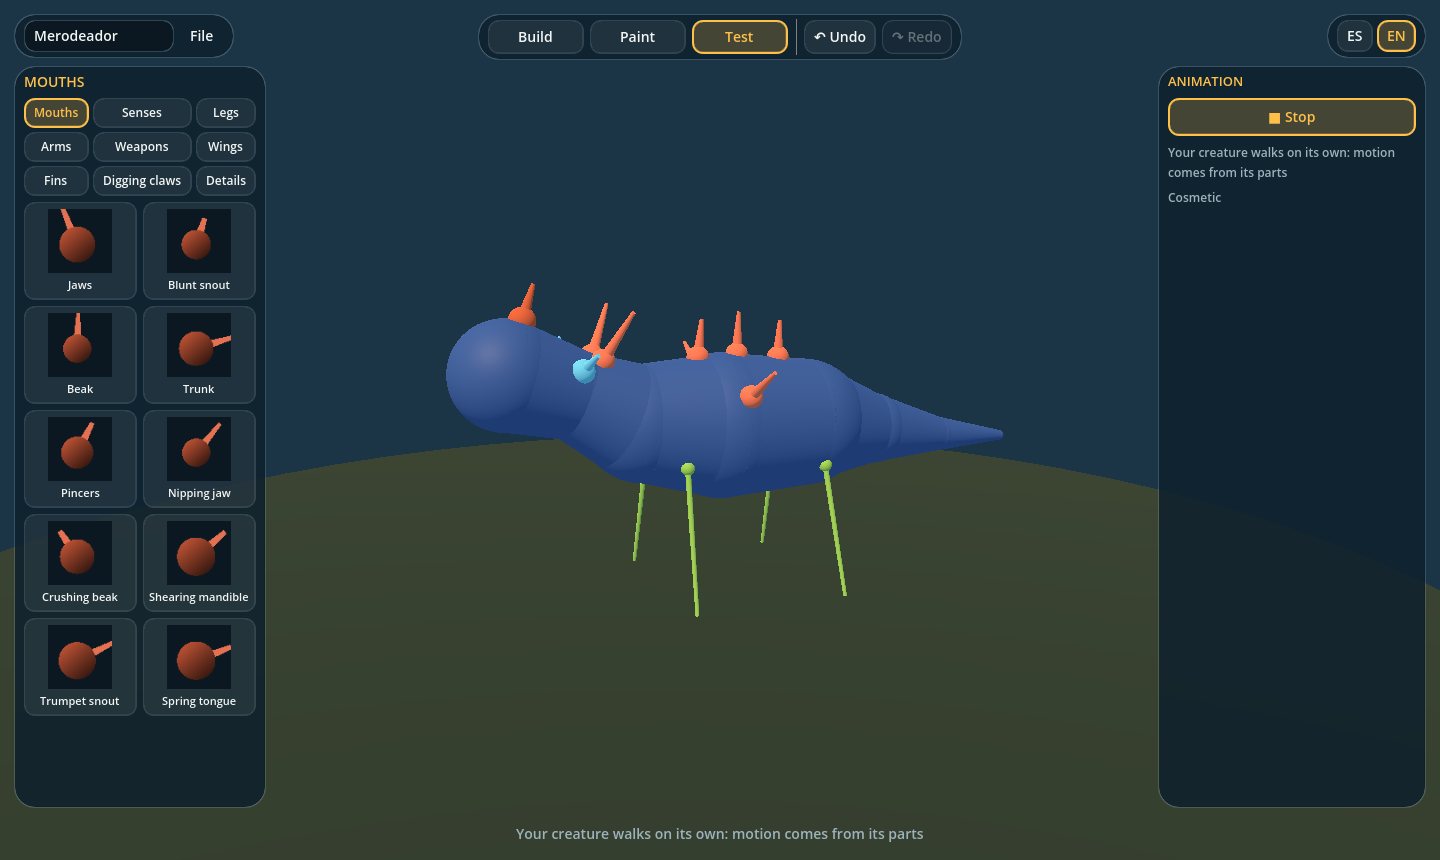 Merodeador
File
Build
Paint
Test
↶ Undo
↷ Redo
ES
EN
MOUTHS
Mouths
Senses
Legs
Arms
Weapons
Wings
Fins
Digging claws
Details
Jaws
Blunt snout
Beak
Trunk
Pincers
Nipping jaw
Crushing beak
Shearing mandible
Trumpet snout
Spring tongue
ANIMATION
■ Stop
Your creature walks on its own: motion
comes from its parts
Cosmetic
Your creature walks on its own: motion comes from its parts